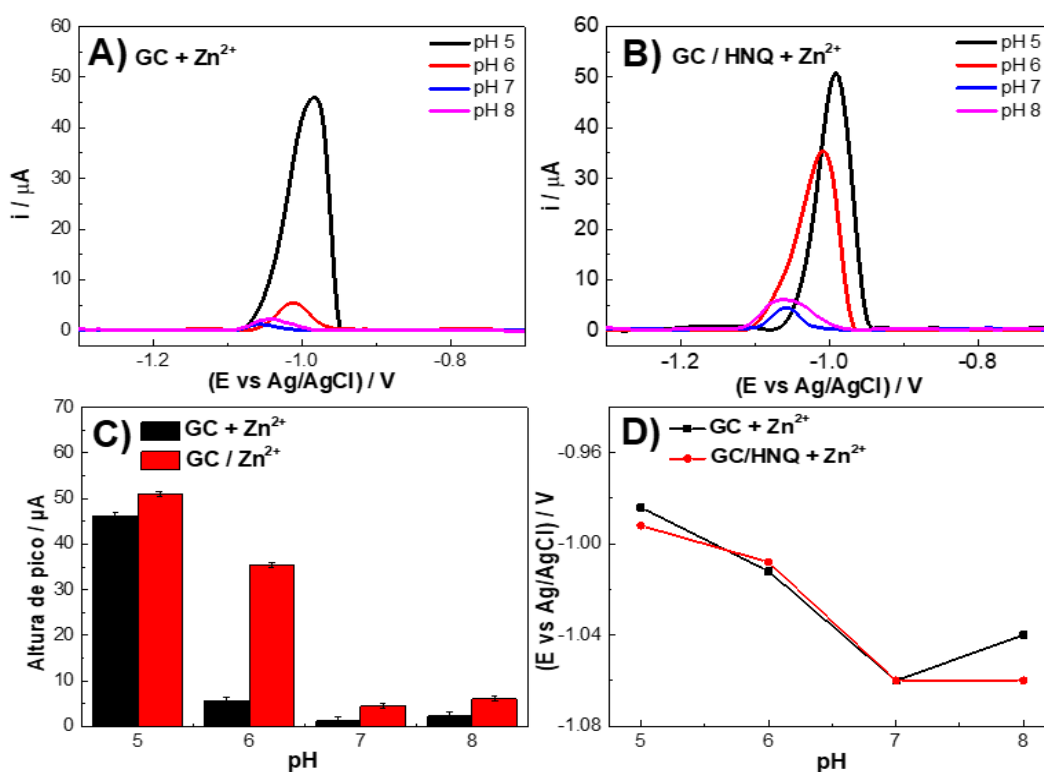 A) GC + Zn²⁺
pH 5
pH 6
pH 7
pH 8
60
50
40
30
20
10
0
i / µA
-1.2
-1.0
-0.8
(E vs Ag/AgCl) / V
B) GC / HNQ + Zn²⁺
pH 5
pH 6
pH 7
pH 8
60
50
40
30
20
10
0
i / µA
-1.2
-1.0
-0.8
(E vs Ag/AgCl) / V
C)
GC + Zn²⁺
GC / Zn²⁺
70
60
50
40
30
20
10
0
Altura de pico / µA
5
6
7
8
pH
D)
GC + Zn²⁺
GC/HNQ + Zn²⁺
-0.96
-1.00
-1.04
-1.08
(E vs Ag/AgCl) / V
5
6
7
8
pH